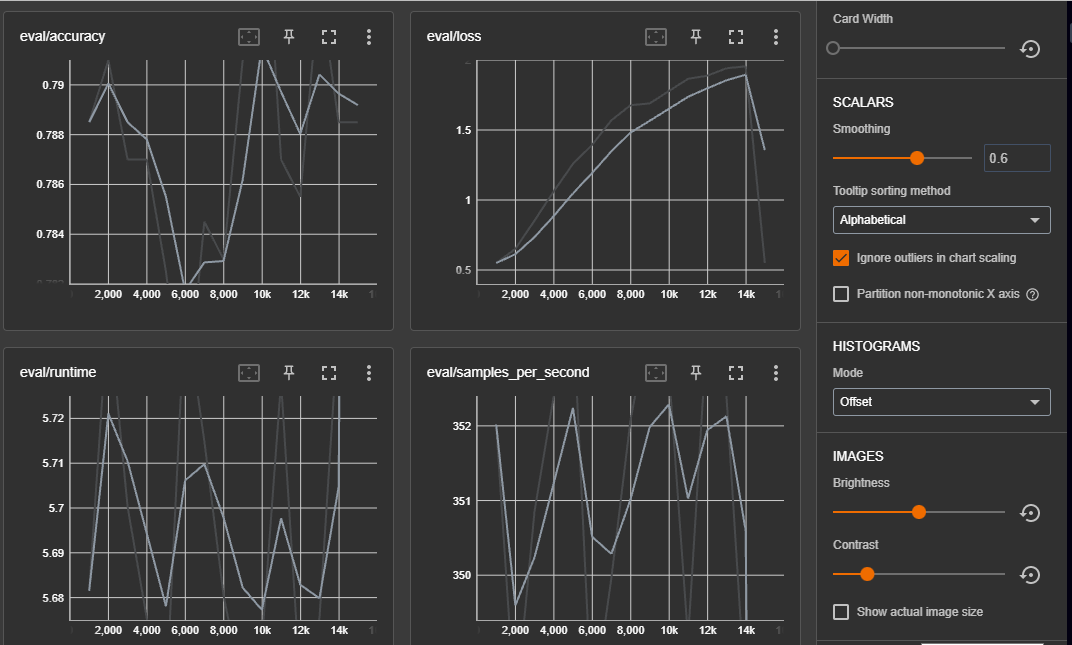 eval/accuracy
0.79
0.788
0.786
0.784
2,000 4,000 6,000 8,000 10k 12k 14k
eval/loss
1.5
1
0.5
2,000 4,000 6,000 8,000 10k 12k 14k
eval/runtime
5.72
5.71
5.7
5.69
5.68
2,000 4,000 6,000 8,000 10k 12k 14k
eval/samples_per_second
352
351
350
2,000 4,000 6,000 8,000 10k 12k 14k
Card Width
SCALARS
Smoothing
0.6
Tooltip sorting method
Alphabetical
Ignore outliers in chart scaling
Partition non-monotonic X axis
HISTOGRAMS
Mode
Offset
IMAGES
Brightness
Contrast
Show actual image size